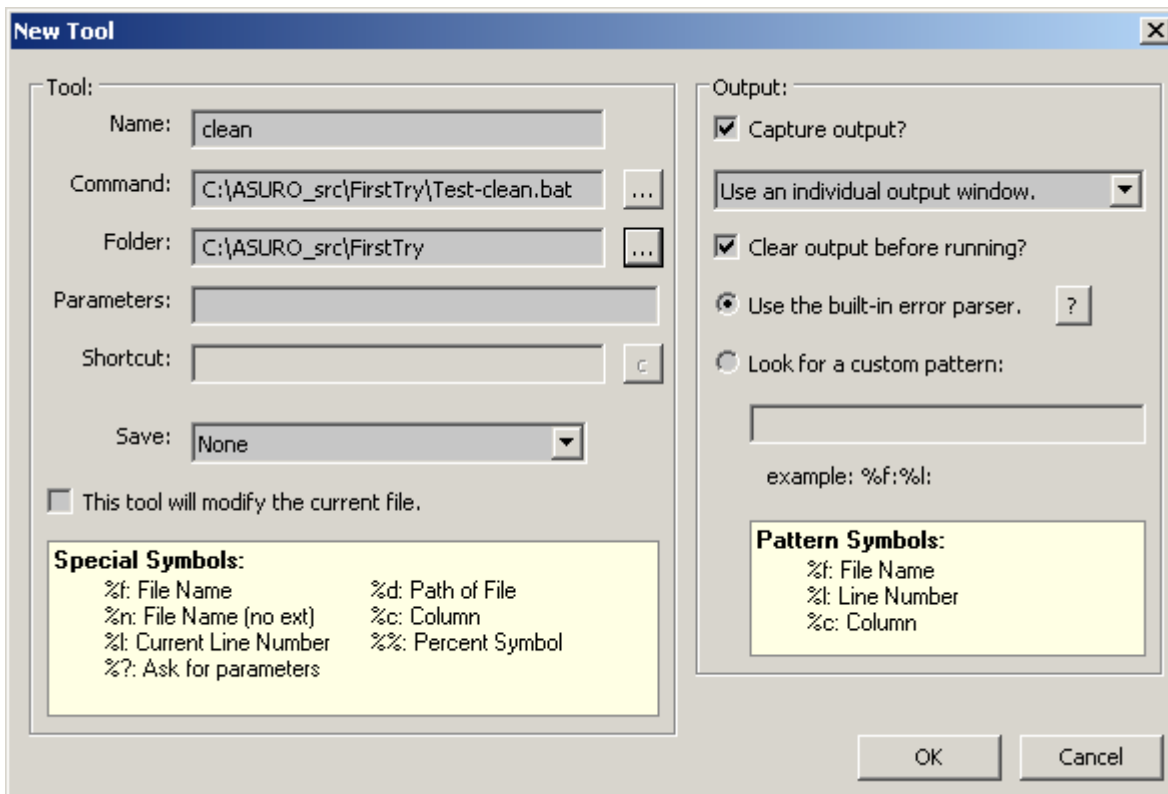 New Tool
Tool:
Name: clean
Command: C:\ASURO_src\FirstTry\Test-clean.bat ...
Folder: C:\ASURO_src\FirstTry ...
Parameters:
Shortcut: c
Save: None
This tool will modify the current file.
Special Symbols:
%f: File Name %d: Path of File
%n: File Name (no ext) %c: Column
%l: Current Line Number %%: Percent Symbol
%?: Ask for parameters
Output:
Capture output?
Use an individual output window.
Clear output before running?
Use the built-in error parser. ?
Look for a custom pattern:
example: %f:%l:
Pattern Symbols:
%f: File Name
%l: Line Number
%c: Column
OK Cancel